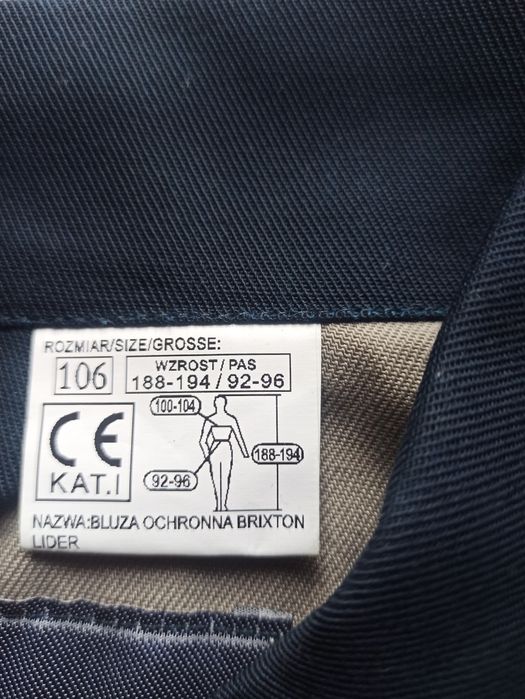 ROZMIAR/SIZE/GROSSE:
106
WZROST/PAS
188-194/92-96
100-104
CE
KAT.I
188-194
92-96
NAZWA:BLUZA OCHRONNA BRIXTON
LIDER